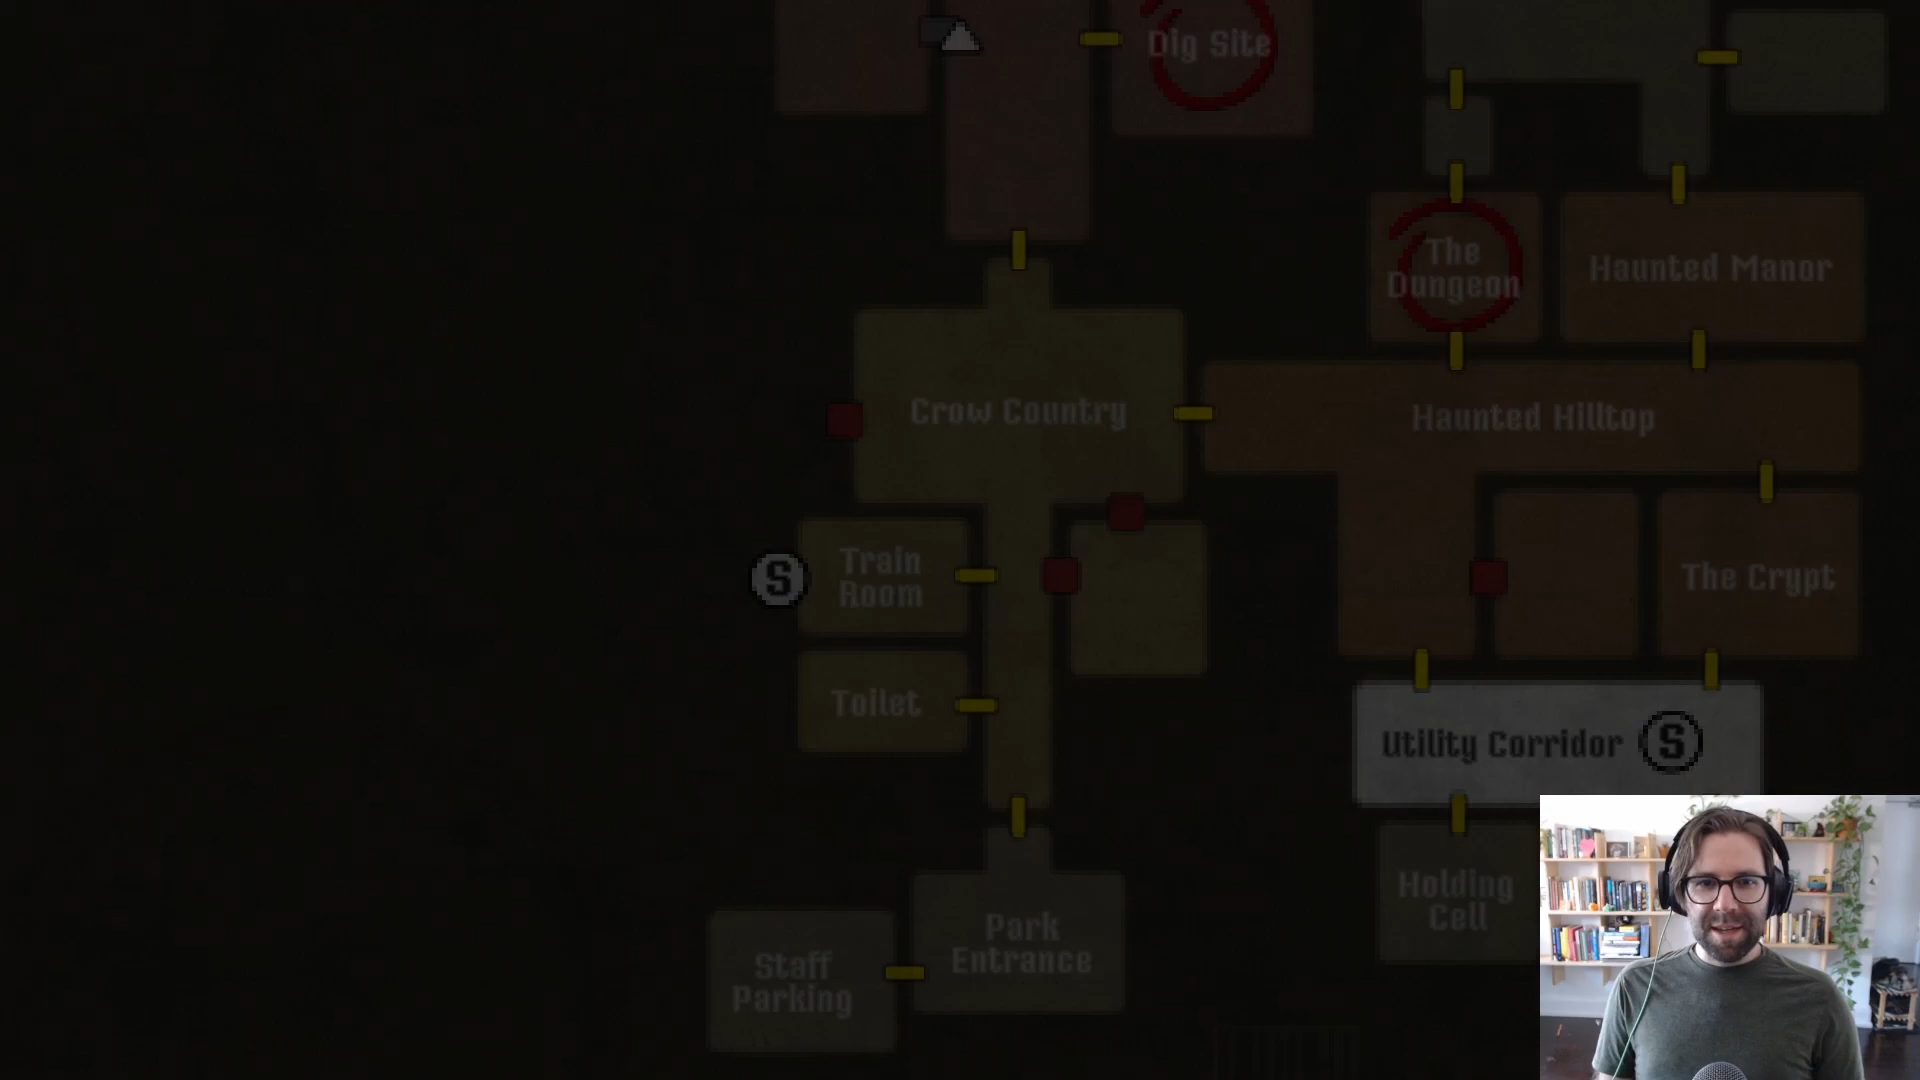 Dig Site
The
Dungeon
Haunted Manor
Crow Country
Haunted Hilltop
Train
Room
S
The Crypt
Toilet
Utility Corridor S
Holding
Cell
Park
Entrance
Staff
Parking